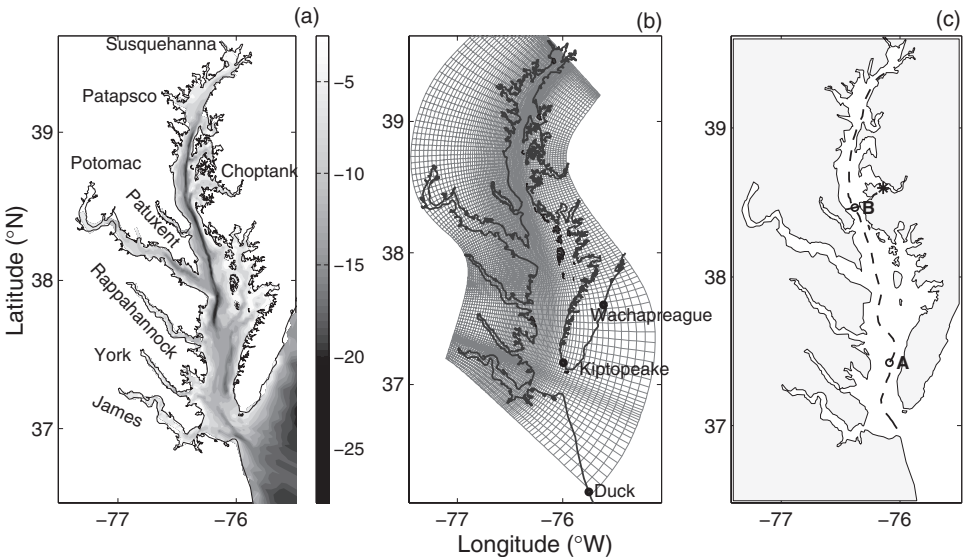 (a)
(b)
(c)
Susquehanna
Patapsco
Potomac
Choptank
Patuxent
Rappahannock
York
James
39
38
37
−77
−76
Latitude (°N)
−5
−10
−15
−20
−25
Wachapreague
Kiptopeake
Duck
39
38
37
−77
−76
Longitude (°W)
B
*
A
39
38
37
−77
−76